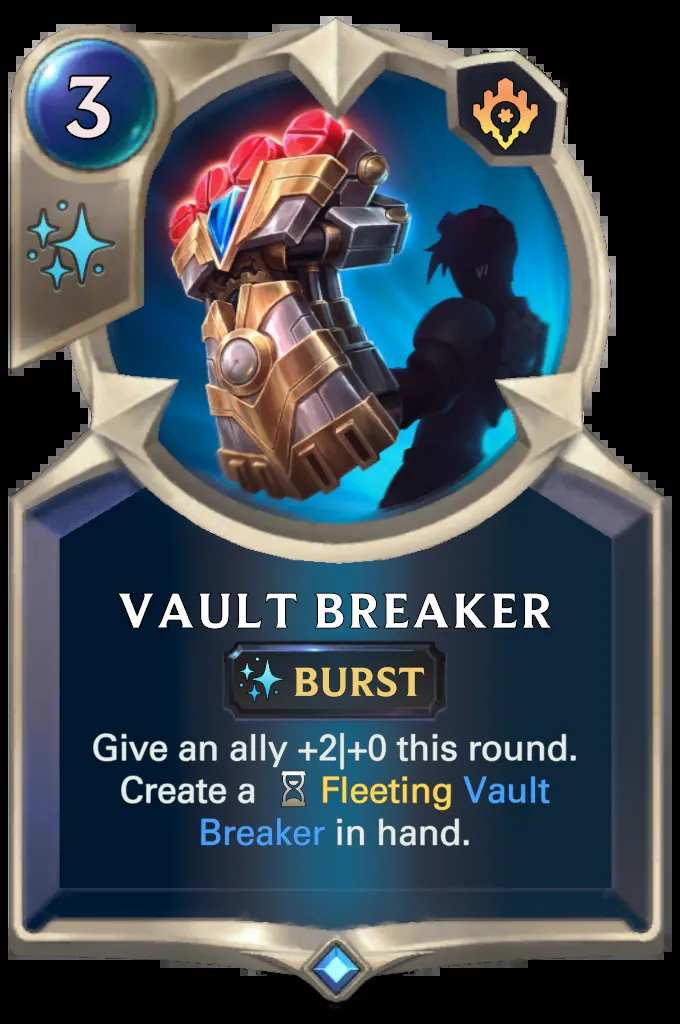 3
VAULT BREAKER
BURST
Give an ally +2|+0 this round.
Create a Fleeting Vault
Breaker in hand.